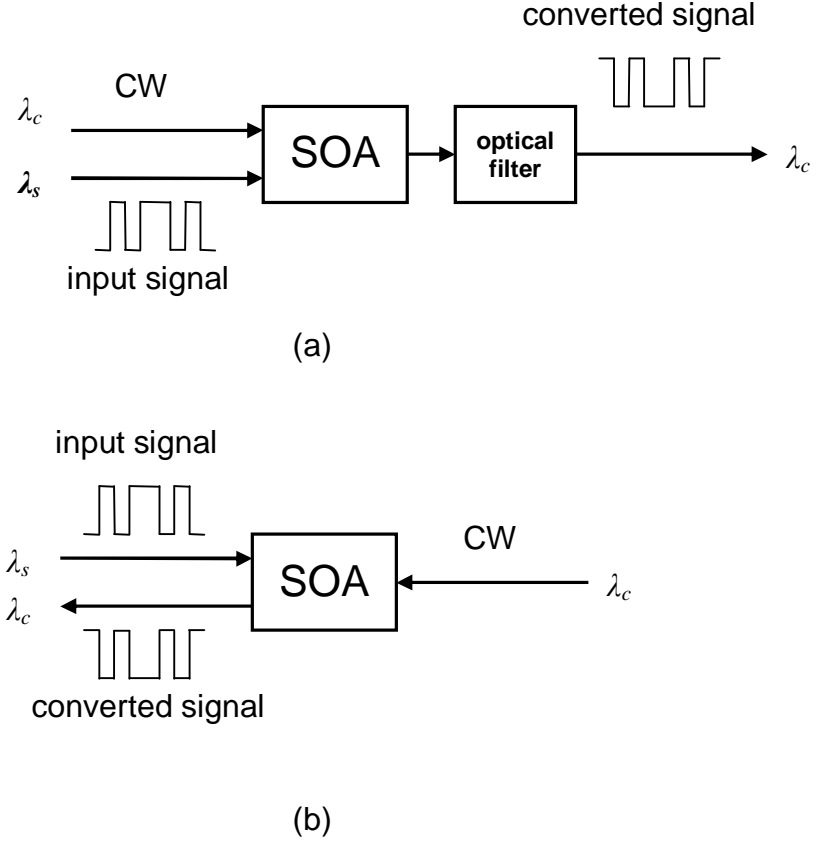 converted signal
CW
λc
SOA
optical
filter
λc
λs
input signal
(a)
input signal
CW
λs
SOA
λc
λc
converted signal
(b)